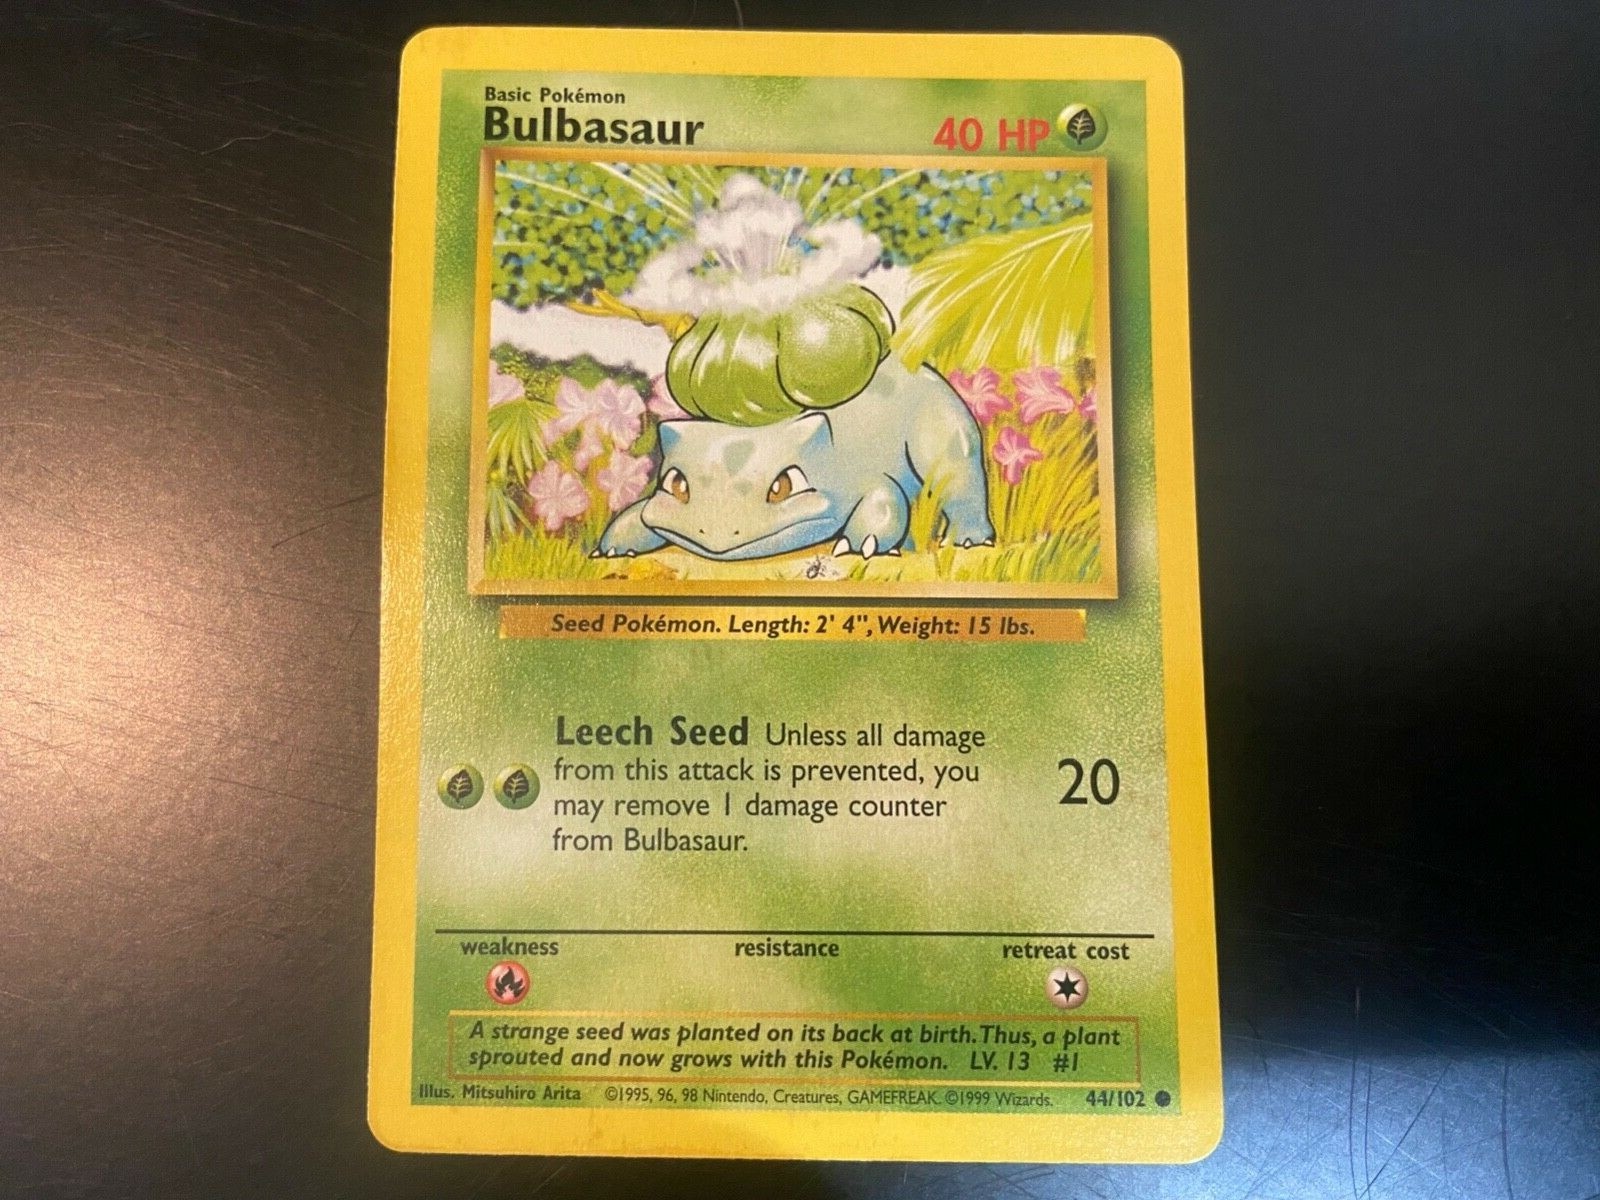 Basic Pokémon
Bulbasaur
40 HP
Seed Pokémon. Length: 2' 4", Weight: 15 lbs.
Leech Seed Unless all damage
from this attack is prevented, you
may remove 1 damage counter
from Bulbasaur.
20
weakness resistance retreat cost
A strange seed was planted on its back at birth. Thus, a plant
sprouted and now grows with this Pokémon. LV. 13 #1
Illus. Mitsuhiro Arita ©1995, 96, 98 Nintendo, Creatures, GAMEFREAK. ©1999 Wizards. 44/102